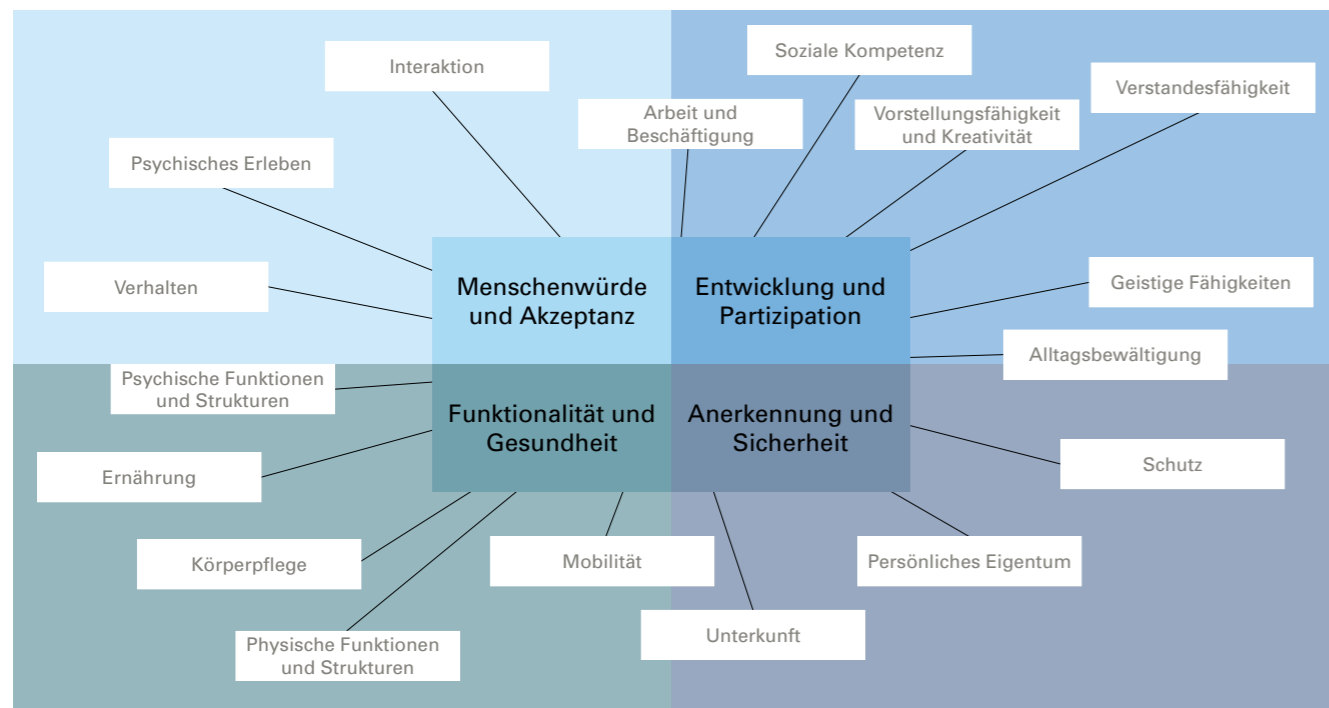 Soziale Kompetenz
Interaktion
Verstandesfähigkeit
Arbeit und
Beschäftigung
Vorstellungsfähigkeit
und Kreativität
Psychisches Erleben
Verhalten
Menschenwürde
und Akzeptanz
Entwicklung und
Partizipation
Geistige Fähigkeiten
Alltagsbewältigung
Psychische Funktionen
und Strukturen
Funktionalität und
Gesundheit
Anerkennung und
Sicherheit
Ernährung
Schutz
Körperpflege
Mobilität
Persönliches Eigentum
Unterkunft
Physische Funktionen
und Strukturen